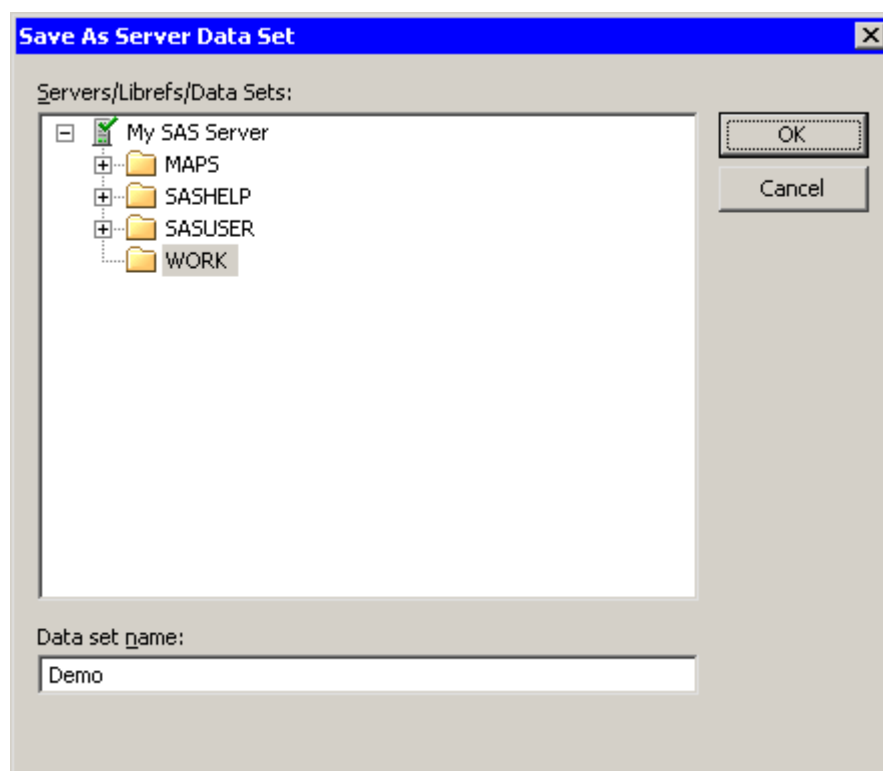 Save As Server Data Set
Servers/Librefs/Data Sets:
My SAS Server
MAPS
SASHELP
SASUSER
WORK
OK
Cancel
Data set name:
Demo